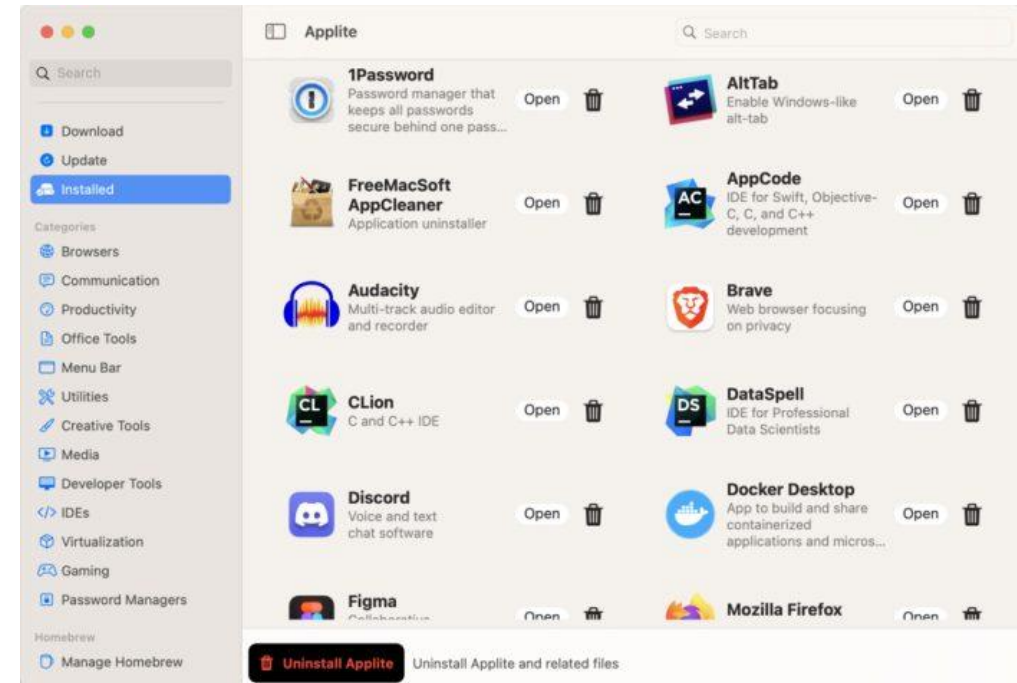 Applite
Search
Search
Download
Update
Installed
Categories
Browsers
Communication
Productivity
Office Tools
Menu Bar
Utilities
Creative Tools
Media
Developer Tools
IDEs
Virtualization
Gaming
Password Managers
Homebrew
Manage Homebrew
1Password
Password manager that
keeps all passwords
secure behind one pass...
Open
AltTab
Enable Windows-like
alt-tab
Open
FreeMacSoft
AppCleaner
Application uninstaller
Open
AC
AppCode
IDE for Swift, Objective-
C, C, and C++
development
Open
Audacity
Multi-track audio editor
and recorder
Open
Brave
Web browser focusing
on privacy
Open
CL
CLion
C and C++ IDE
Open
DS
DataSpell
IDE for Professional
Data Scientists
Open
Discord
Voice and text
chat software
Open
Docker Desktop
App to build and share
containerized
applications and micros...
Open
Figma
Collaborative
Open
Mozilla Firefox
Open
Uninstall Applite
Uninstall Applite and related files